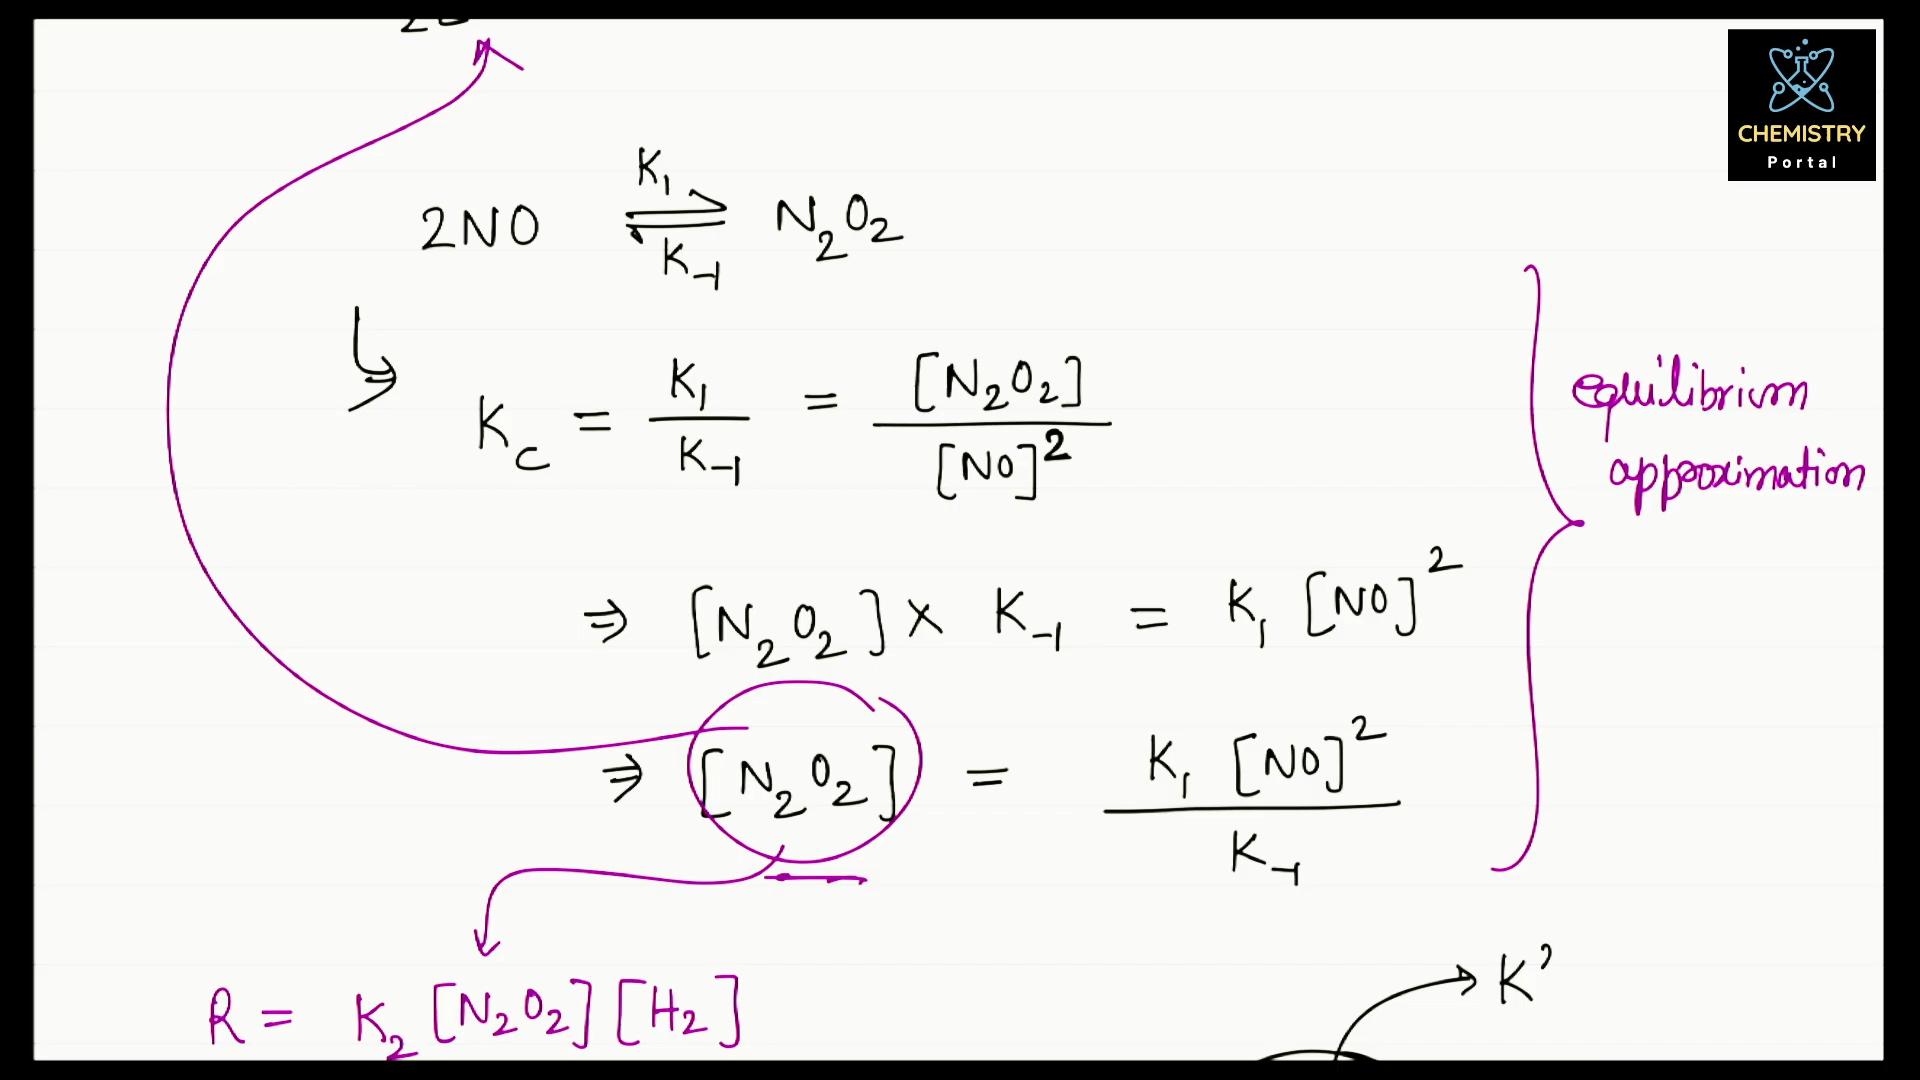 CHEMISTRY
Portal
K₁
2NO ⇌ N₂O₂
K₋₁
K_C = K₁/K₋₁ = [N₂O₂]/[NO]²
equilibrium
approximation
⇒ [N₂O₂] × K₋₁ = K₁ [NO]²
⇒ [N₂O₂] = K₁ [NO]²/K₋₁
K'
R = K₂ [N₂O₂] [H₂]